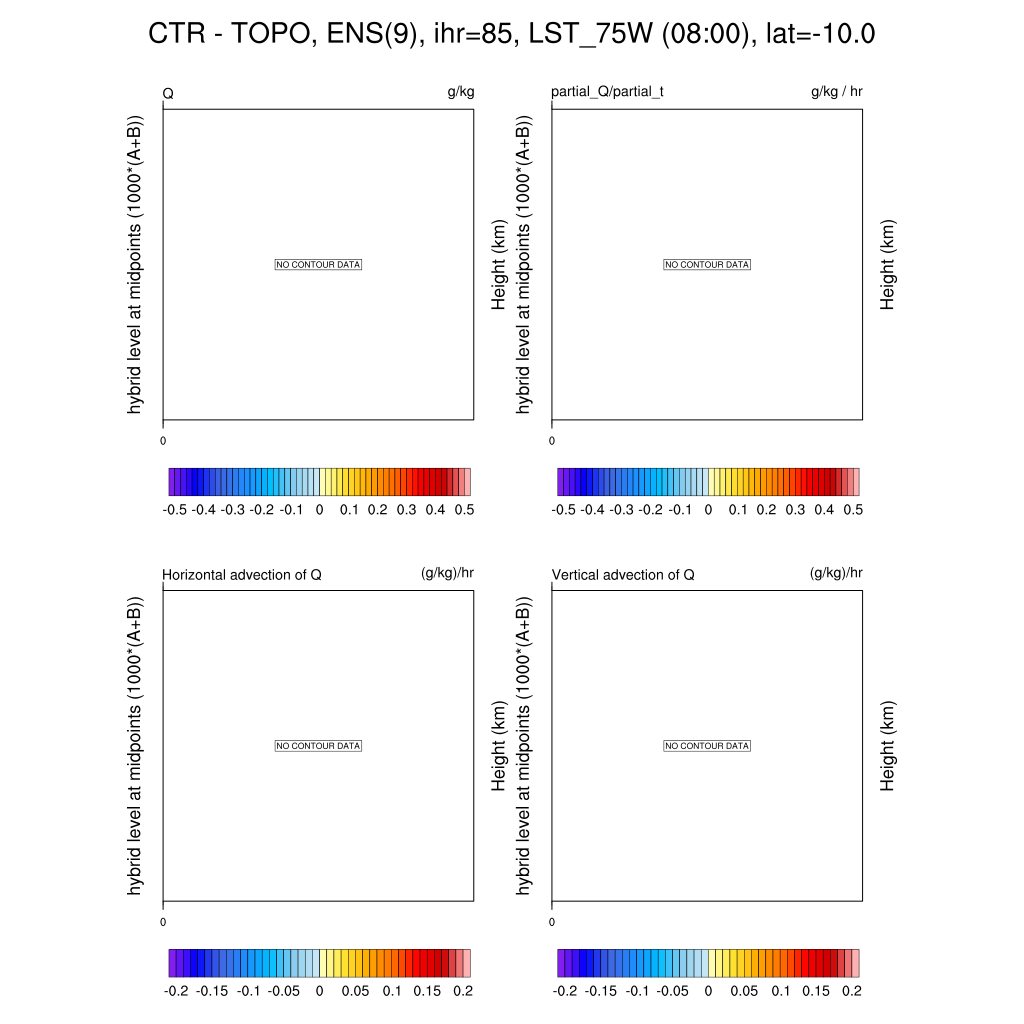 CTR - TOPO, ENS(9), ihr=85, LST_75W (08:00), lat=-10.0
Q g/kg
hybrid level at midpoints (1000*(A+B))
NO CONTOUR DATA
Height (km)
0
-0.5 -0.4 -0.3 -0.2 -0.1 0 0.1 0.2 0.3 0.4 0.5
partial_Q/partial_t g/kg / hr
hybrid level at midpoints (1000*(A+B))
NO CONTOUR DATA
Height (km)
0
-0.5 -0.4 -0.3 -0.2 -0.1 0 0.1 0.2 0.3 0.4 0.5
Horizontal advection of Q (g/kg)/hr
hybrid level at midpoints (1000*(A+B))
NO CONTOUR DATA
Height (km)
0
-0.2 -0.15 -0.1 -0.05 0 0.05 0.1 0.15 0.2
Vertical advection of Q (g/kg)/hr
hybrid level at midpoints (1000*(A+B))
NO CONTOUR DATA
Height (km)
0
-0.2 -0.15 -0.1 -0.05 0 0.05 0.1 0.15 0.2